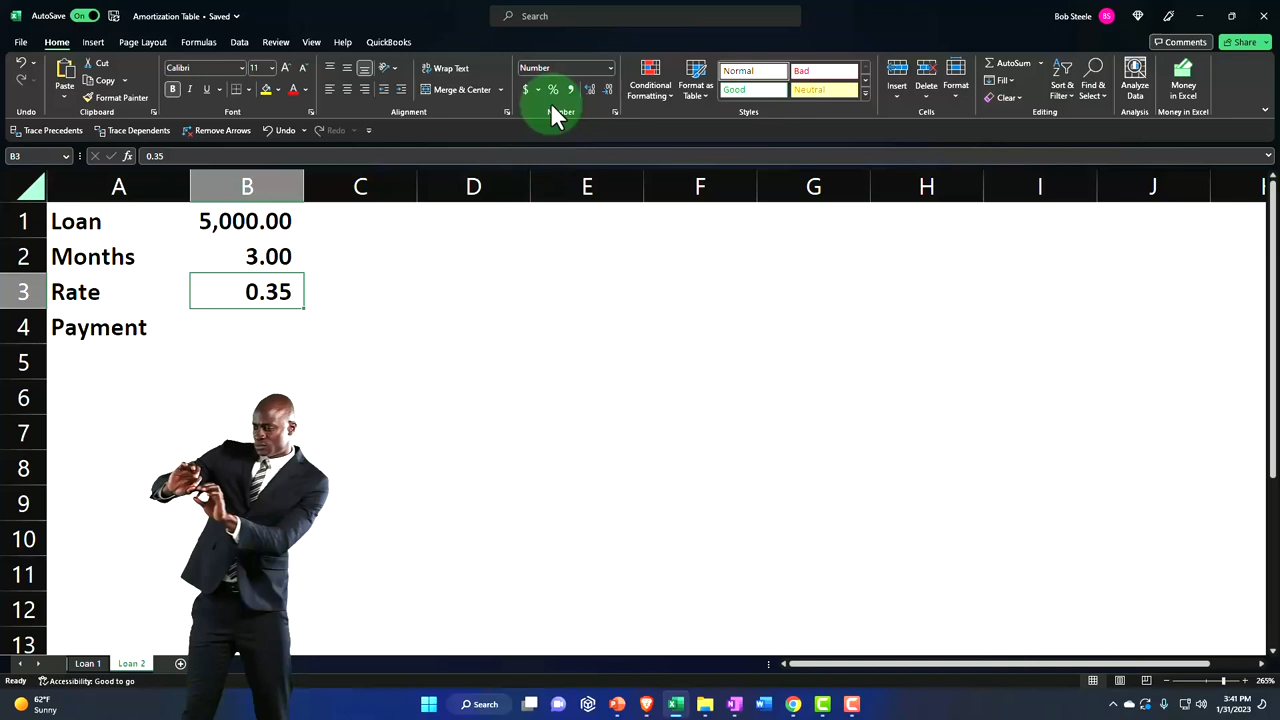 AutoSave On Amortization Table • Saved Search Bob Steele BS
File Home Insert Page Layout Formulas Data Review View Help QuickBooks Comments Share
Cut Calibri 11 Wrap Text Number Normal Bad AutoSum
Paste Copy Conditional Formatting Format as Table Insert Delete Format Fill Sort & Filter Find & Select Analyze Data Money in Excel
Format Painter B I U A Merge & Center $ % Good Neutral Clear
Undo Clipboard Font Alignment Number Styles Cells Editing Analysis Money in Excel
Trace Precedents Trace Dependents Remove Arrows Undo Redo
B3 fx 0.35
A B C D E F G H I J
1 Loan 5,000.00
2 Months 3.00
3 Rate 0.35
4 Payment
5
6
7
8
9
10
11
12
13
Loan 1 Loan 2
Ready Accessibility: Good to go 265%
62°F
Sunny
Search
3:41 PM
1/31/2023